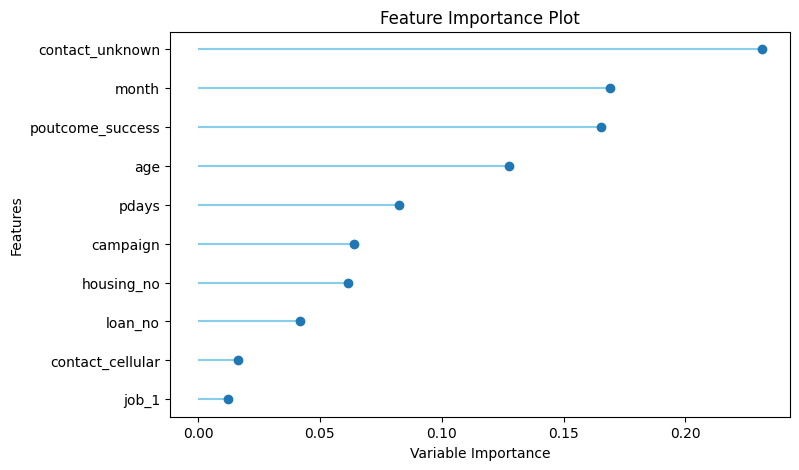 Feature Importance Plot
Features
contact_unknown
month
poutcome_success
age
pdays
campaign
housing_no
loan_no
contact_cellular
job_1
0.00 0.05 0.10 0.15 0.20
Variable Importance